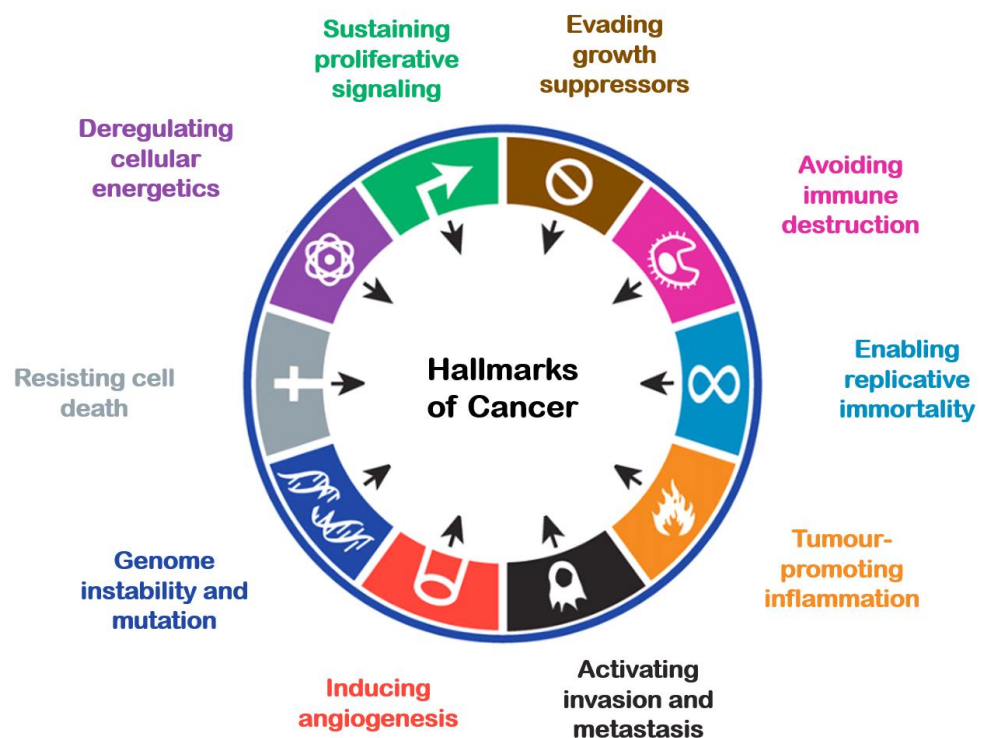 Sustaining
proliferative
signaling
Evading
growth
suppressors
Deregulating
cellular
energetics
Avoiding
immune
destruction
Resisting cell
death
Hallmarks
of Cancer
Enabling
replicative
immortality
Genome
instability and
mutation
Tumour-
promoting
inflammation
Inducing
angiogenesis
Activating
invasion and
metastasis